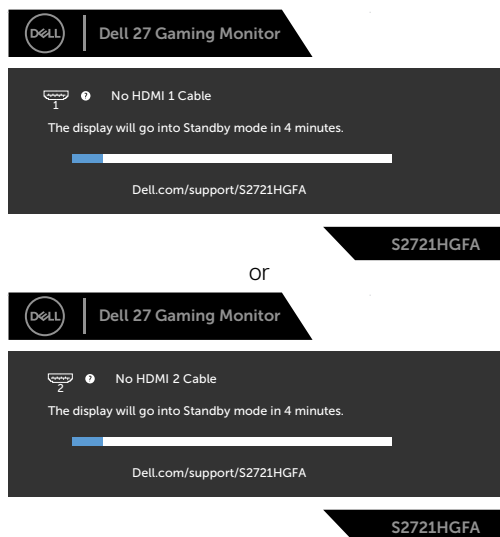 DELL
Dell 27 Gaming Monitor
1
? No HDMI 1 Cable
The display will go into Standby mode in 4 minutes.
Dell.com/support/S2721HGFA
S2721HGFA
or
DELL
Dell 27 Gaming Monitor
2
? No HDMI 2 Cable
The display will go into Standby mode in 4 minutes.
Dell.com/support/S2721HGFA
S2721HGFA